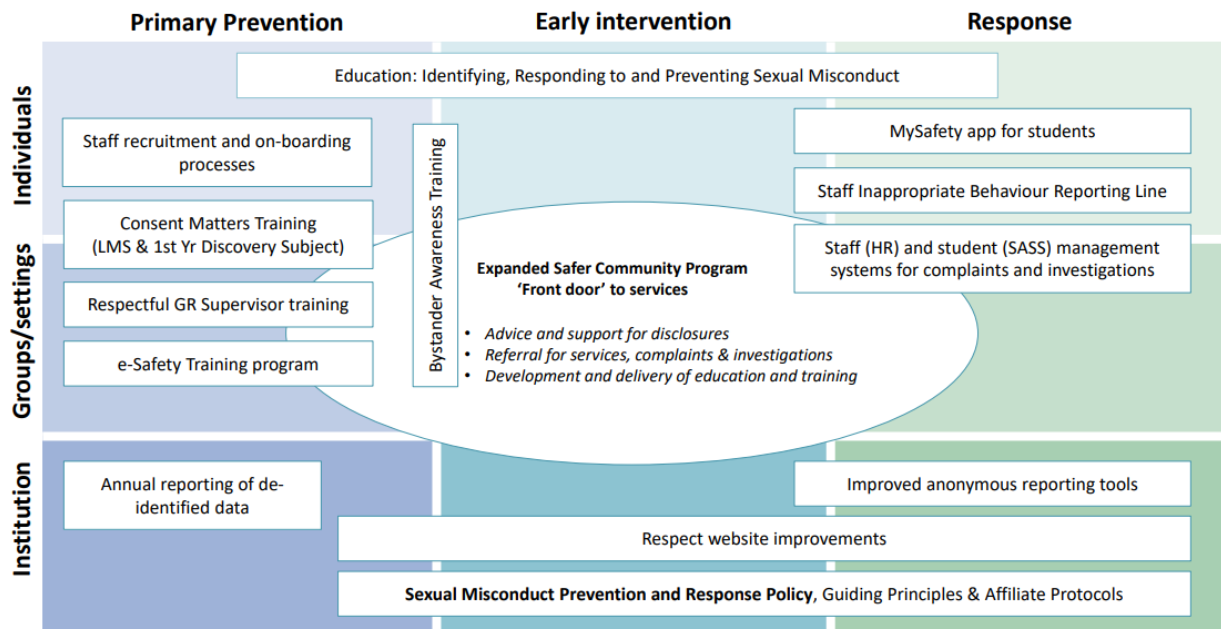 Primary Prevention
Early intervention
Response
Individuals
Education: Identifying, Responding to and Preventing Sexual Misconduct
Staff recruitment and on-boarding
processes
Consent Matters Training
(LMS & 1st Yr Discovery Subject)
Bystander Awareness Training
MySafety app for students
Staff Inappropriate Behaviour Reporting Line
Staff (HR) and student (SASS) management
systems for complaints and investigations
Groups/settings
Respectful GR Supervisor training
e-Safety Training program
Expanded Safer Community Program
‘Front door’ to services
• Advice and support for disclosures
• Referral for services, complaints & investigations
• Development and delivery of education and training
Institution
Annual reporting of de-
identified data
Improved anonymous reporting tools
Respect website improvements
Sexual Misconduct Prevention and Response Policy, Guiding Principles & Affiliate Protocols